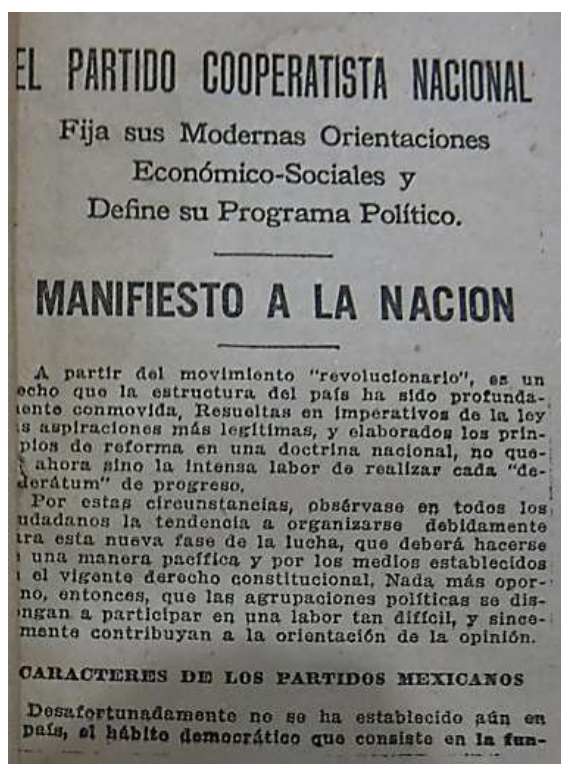 EL PARTIDO COOPERATISTA NACIONAL
Fija sus Modernas Orientaciones
Económico-Sociales y
Define su Programa Político.
MANIFIESTO A LA NACION
A partir del movimiento "revolucionario", es un
echo que la estructura del país ha sido profunda-
ente conmovida, Resueltas en imperativos de la ley
s aspiraciones más legítimas, y elaborados los prin-
pios de reforma en una doctrina nacional, no que-
ahora sino la intensa labor de realizar cada "de-
derátum" de progreso.
Por estas circunstancias, obsérvase en todos los
udadanos la tendencia a organizarse debidamente
ara esta nueva fase de la lucha, que deberá hacerse
una manera pacífica y por los medios establecidos
el vigente derecho constitucional, Nada más opor-
no, entonces, que las agrupaciones políticas se dis-
ongan a participar en una labor tan difícil, y since-
mente contribuyan a la orientación de la opinión.
CARACTERES DE LOS PARTIDOS MEXICANOS
Desafortunadamente no se ha establecido aún en
país, el hábito democrático que consiste en la fun-